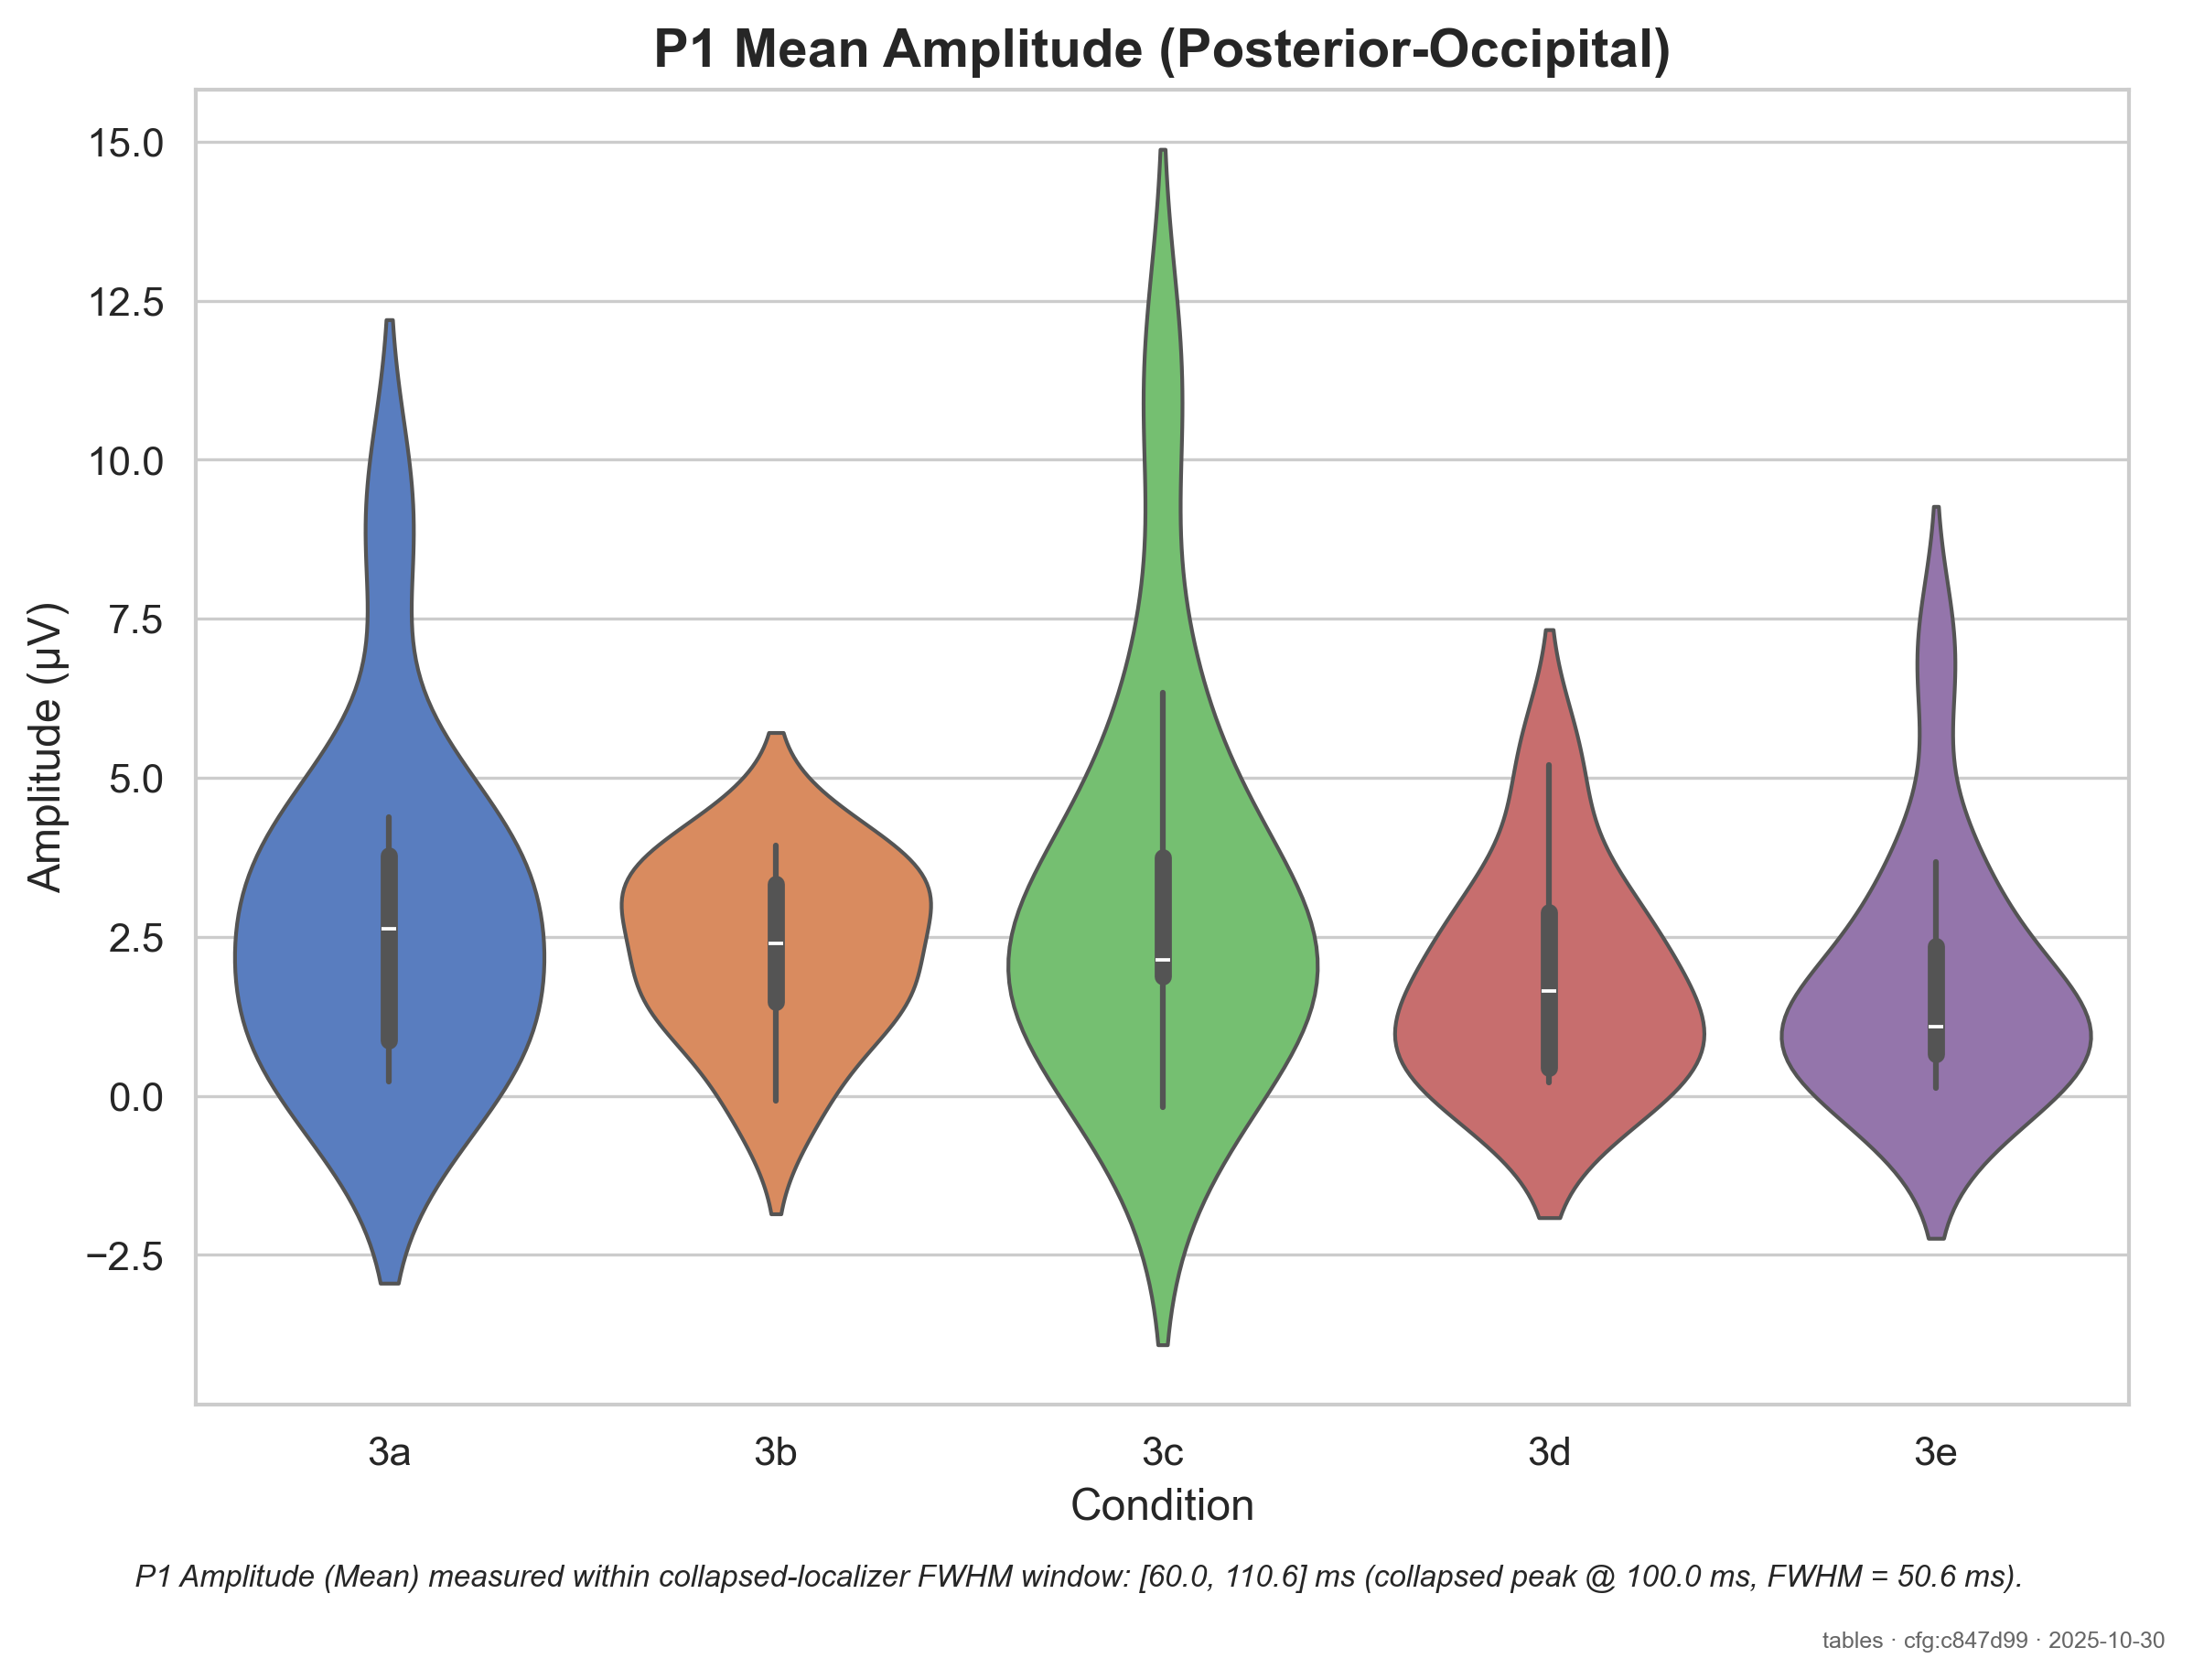 P1 Mean Amplitude (Posterior-Occipital)
15.0
12.5
10.0
7.5
5.0
2.5
0.0
−2.5
Amplitude (µV)
3a 3b 3c 3d 3e
Condition
P1 Amplitude (Mean) measured within collapsed-localizer FWHM window: [60.0, 110.6] ms (collapsed peak @ 100.0 ms, FWHM = 50.6 ms).
tables · cfg:c847d99 · 2025-10-30